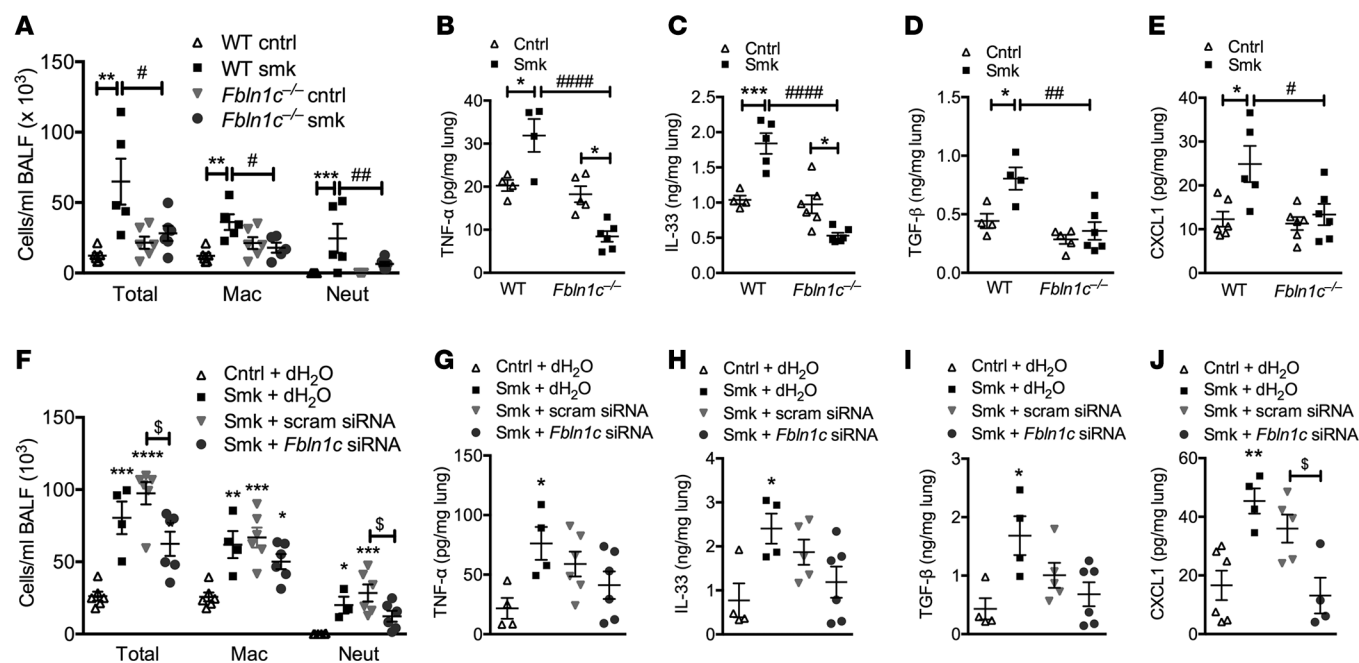 A
WT cntrl
WT smk
Fbln1c–/– cntrl
Fbln1c–/– smk
Cells/ml BALF (x 10³)
150
100
50
0
** #
** #
*** ##
Total Mac Neut
B
Cntrl
Smk
TNF-α (pg/mg lung)
40
30
20
10
0
* ####
*
WT Fbln1c–/–
C
Cntrl
Smk
IL-33 (ng/mg lung)
2.5
2.0
1.5
1.0
0.5
0.0
*** ####
*
WT Fbln1c–/–
D
Cntrl
Smk
TGF-β (ng/mg lung)
1.5
1.0
0.5
0.0
* ##
WT Fbln1c–/–
E
Cntrl
Smk
CXCL1 (pg/mg lung)
40
30
20
10
0
* #
WT Fbln1c–/–
F
Cntrl + dH₂O
Smk + dH₂O
Smk + scram siRNA
Smk + Fbln1c siRNA
Cells/ml BALF (10³)
150
100
50
0
*** **** $
** *** *
* *** $
Total Mac Neut
G
Cntrl + dH₂O
Smk + dH₂O
Smk + scram siRNA
Smk + Fbln1c siRNA
TNF-α (pg/mg lung)
150
100
50
0
*
H
Cntrl + dH₂O
Smk + dH₂O
Smk + scram siRNA
Smk + Fbln1c siRNA
IL-33 (ng/mg lung)
4
3
2
1
0
*
I
Cntrl + dH₂O
Smk + dH₂O
Smk + scram siRNA
Smk + Fbln1c siRNA
TGF-β (ng/mg lung)
3
2
1
0
*
J
Cntrl + dH₂O
Smk + dH₂O
Smk + scram siRNA
Smk + Fbln1c siRNA
CXCL1 (pg/mg lung)
60
40
20
0
** $